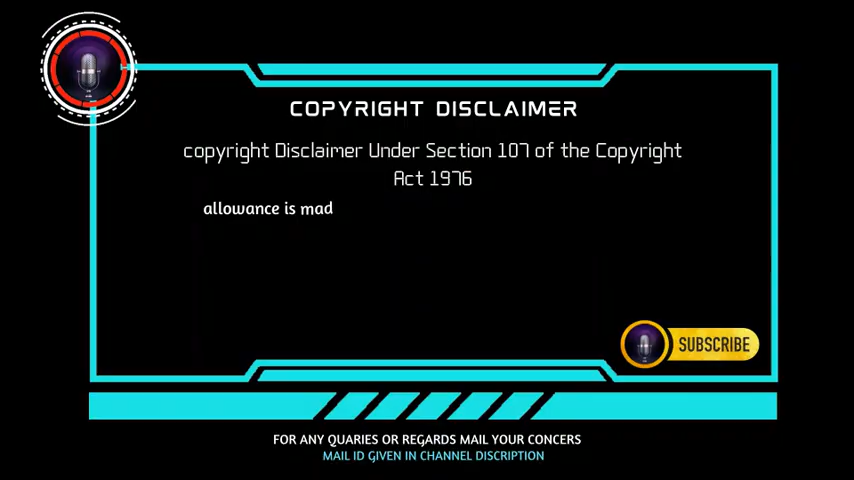 COPYRIGHT DISCLAIMER
copyright Disclaimer Under Section 107 of the Copyright
Act 1976
allowance is mad
SUBSCRIBE
FOR ANY QUARIES OR REGARDS MAIL YOUR CONCERS
MAIL ID GIVEN IN CHANNEL DISCRIPTION